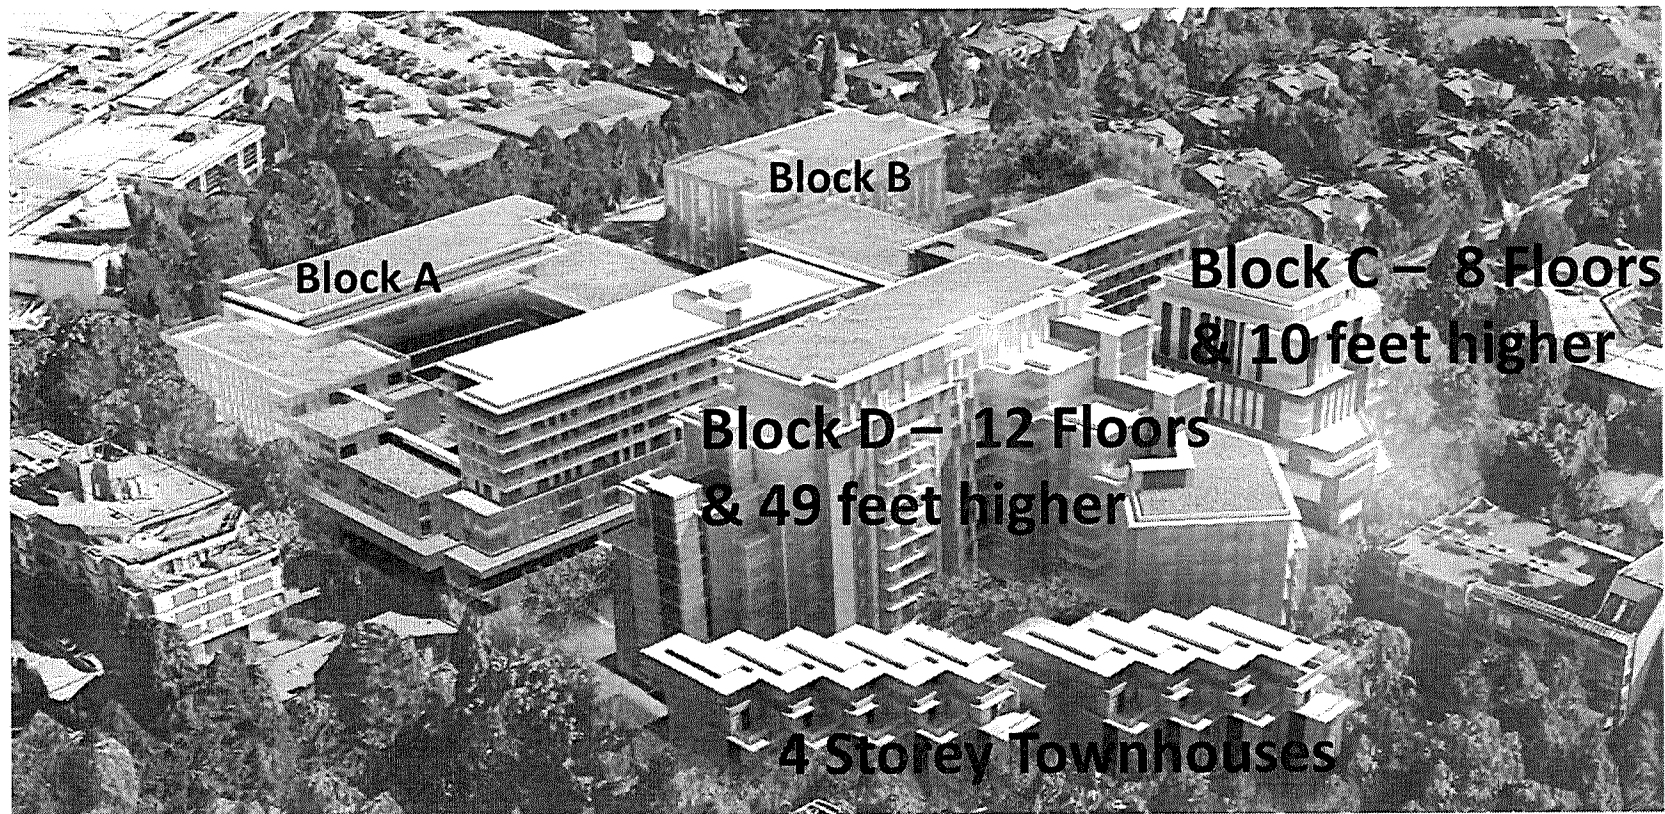 Block B
Block A
Block C – 8 Floors
& 10 feet higher
Block D – 12 Floors
& 49 feet higher
4 Storey Townhouses